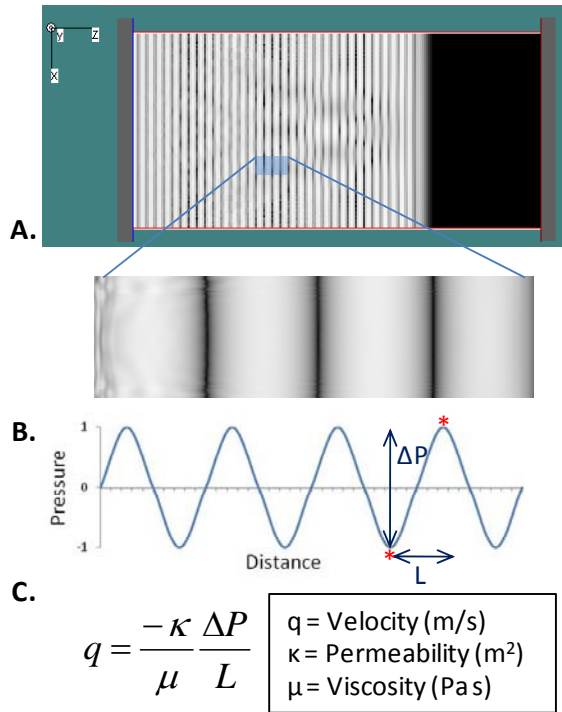 y Z
X
A.
B.
1
Pressure
0
-1
Distance
*
ΔP
*
L
C.
q = -κ/μ ΔP/L
q = Velocity (m/s)
κ = Permeability (m²)
μ = Viscosity (Pa s)